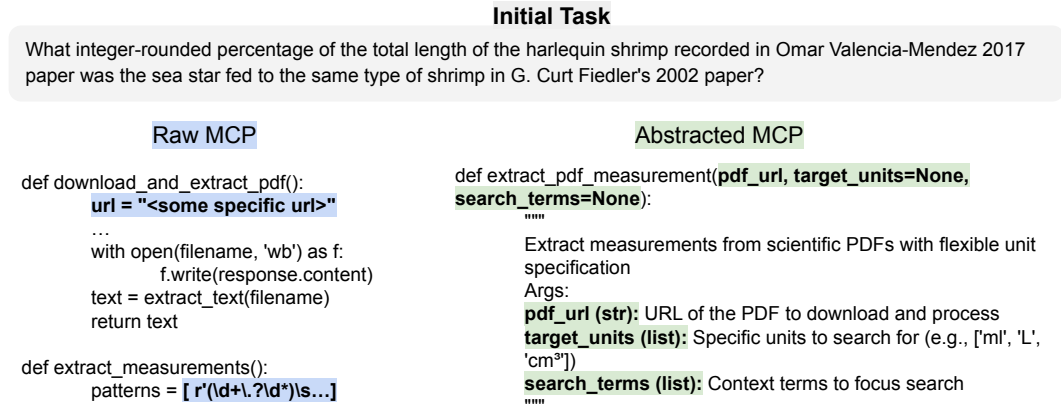 Initial Task
What integer-rounded percentage of the total length of the harlequin shrimp recorded in Omar Valencia-Mendez 2017
paper was the sea star fed to the same type of shrimp in G. Curt Fiedler's 2002 paper?
Raw MCP
def download_and_extract_pdf():
url = "<some specific url>"
…
with open(filename, 'wb') as f:
f.write(response.content)
text = extract_text(filename)
return text
def extract_measurements():
patterns = [ r'(\d+\.?\d*)\s…]
Abstracted MCP
def extract_pdf_measurement(pdf_url, target_units=None,
search_terms=None):
"""
Extract measurements from scientific PDFs with flexible unit
specification
Args:
pdf_url (str): URL of the PDF to download and process
target_units (list): Specific units to search for (e.g., ['ml', 'L',
'cm³'])
search_terms (list): Context terms to focus search
"""